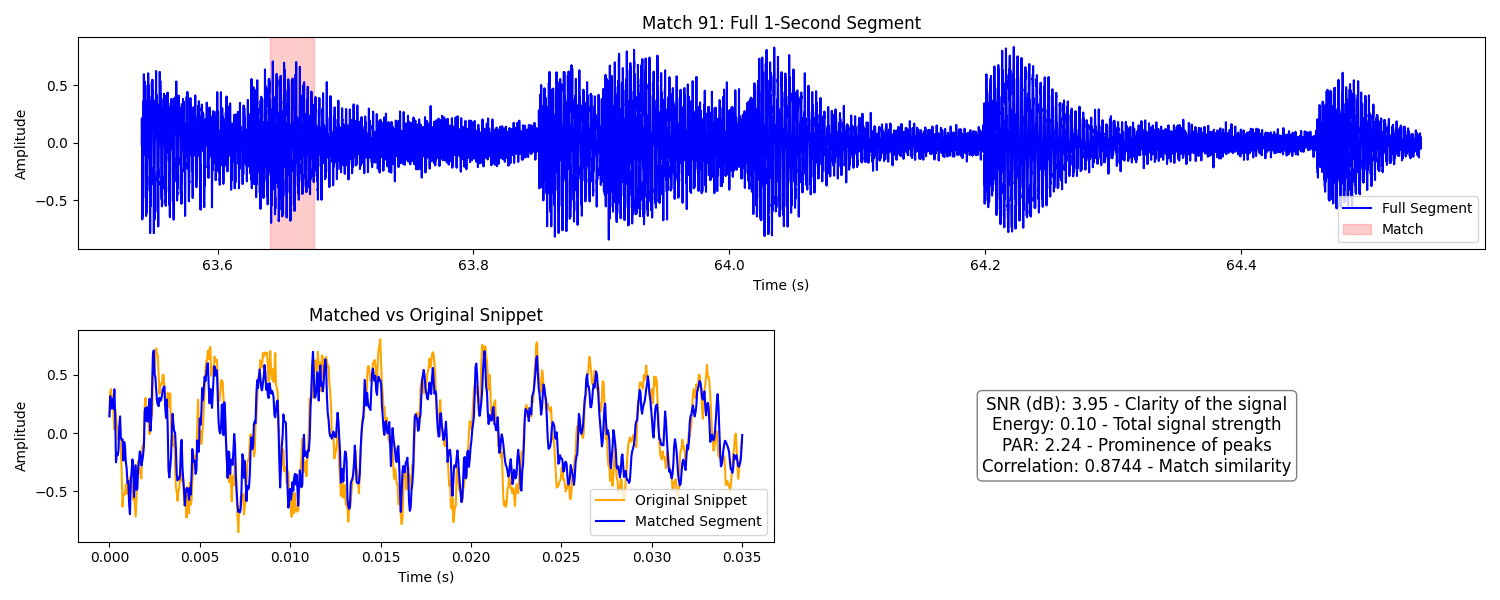 Match 91: Full 1-Second Segment
Amplitude
0.5
0.0
−0.5
63.6
63.8
64.0
64.2
64.4
Time (s)
Full Segment
Match
Matched vs Original Snippet
Amplitude
0.5
0.0
−0.5
0.000
0.005
0.010
0.015
0.020
0.025
0.030
0.035
Time (s)
Original Snippet
Matched Segment
SNR (dB): 3.95 - Clarity of the signal
Energy: 0.10 - Total signal strength
PAR: 2.24 - Prominence of peaks
Correlation: 0.8744 - Match similarity